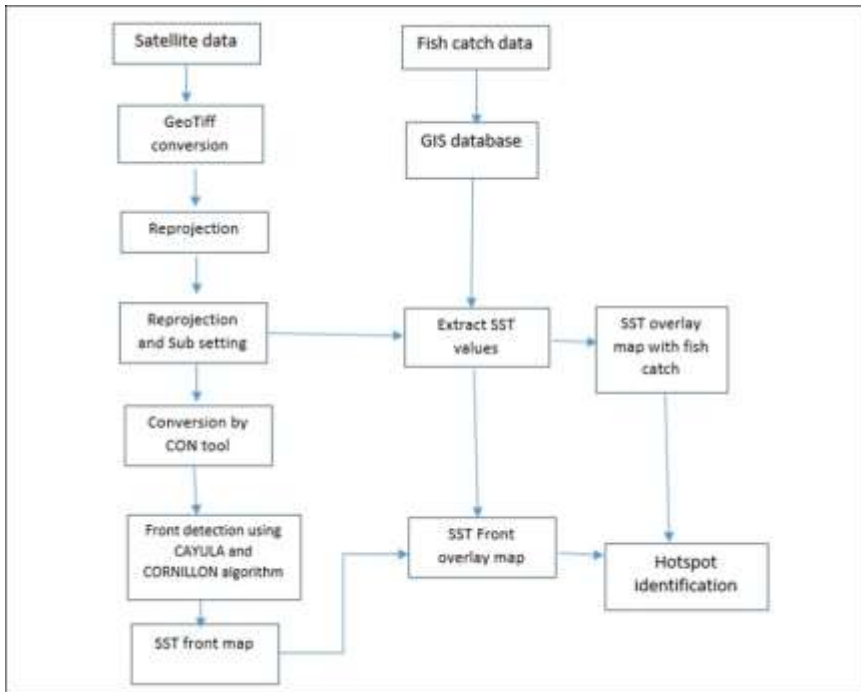 Satellite data
Fish catch data
GeoTiff
conversion
GIS database
Reprojection
Reprojection
and Sub setting
Extract SST
values
SST overlay
map with fish
catch
Conversion by
CON tool
Front detection using
CAYULA and
CORNILLON algorithm
SST Front
overlay map
Hotspot
identification
SST front map